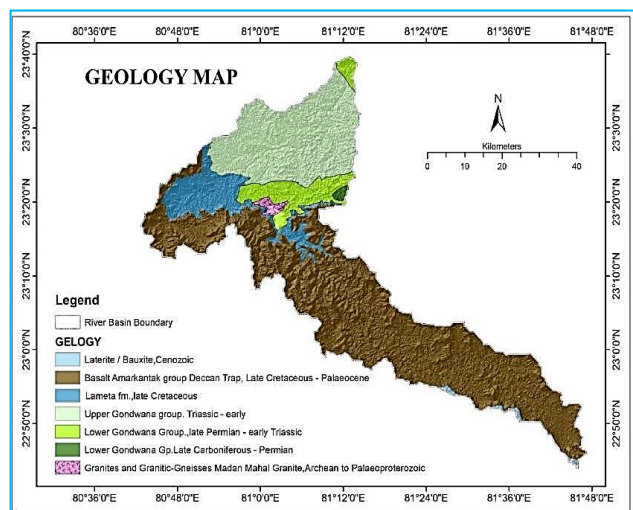 80°36'0"E 80°48'0"E 81°0'0"E 81°12'0"E 81°24'0"E 81°36'0"E 81°48'0"E
23°40'0"N
23°30'0"N
23°20'0"N
23°10'0"N
23°0'0"N
22°50'0"N
GEOLOGY MAP
N
Kilometers
0 10 20 40
23°40'0"N
23°30'0"N
23°20'0"N
23°10'0"N
23°0'0"N
22°50'0"N
Legend
River Basin Boundary
GEOLOGY
Laterite / Bauxite,Cenozoic
Basalt Amarkantak group Deccan Trap, Late Cretaceous - Palaeocene
Lameta fm.,late Cretaceous
Upper Gondwana group. Triassic - early
Lower Gondwana Group.,late Permian - early Triassic
Lower Gondwana Gp.Late Carboniferous - Permian
Granites and Granitic-Gneisses Madan Mahal Granite,Archean to Palaeoproterozoic
80°36'0"E 80°48'0"E 81°0'0"E 81°12'0"E 81°24'0"E 81°36'0"E 81°48'0"E